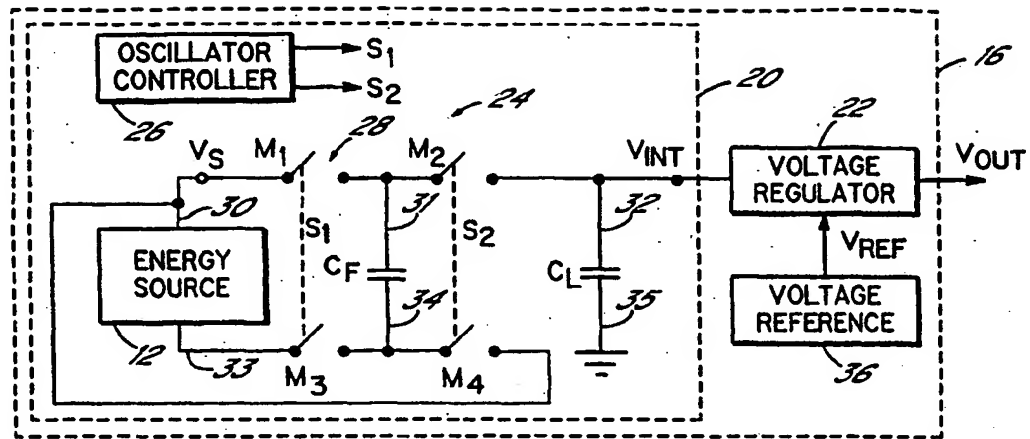 OSCILLATOR
CONTROLLER
S1
S2
26
28
24
20
16
VS
M1
M2
VINT
22
VOLTAGE
REGULATOR
VOUT
30
31
32
S1
S2
ENERGY
SOURCE
CF
CL
VREF
34
35
VOLTAGE
REFERENCE
12
33
M3
M4
36